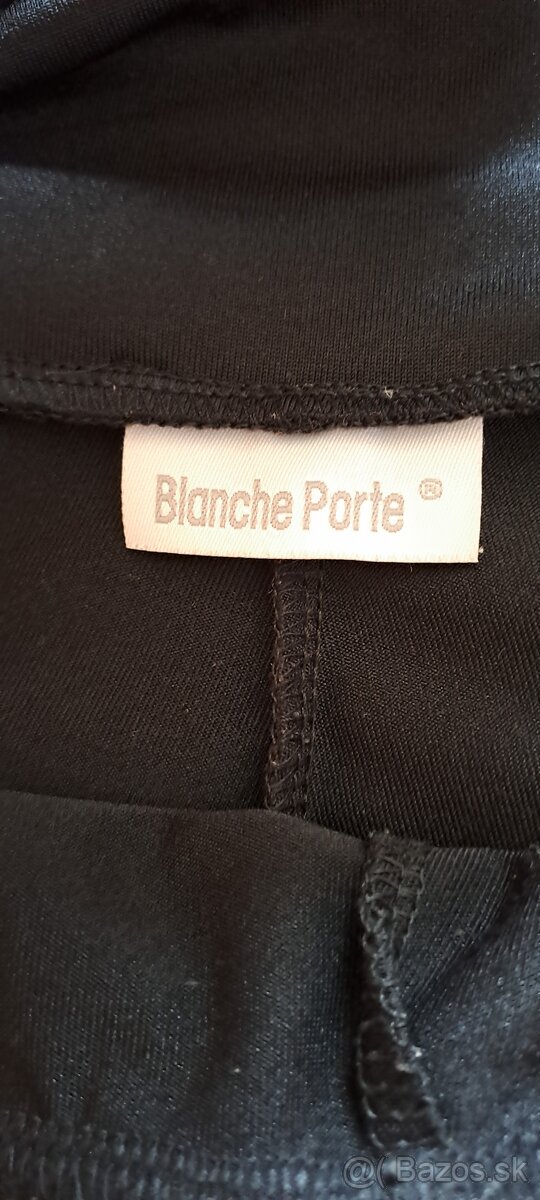 Blanche Porte ®
@( Bazos.sk